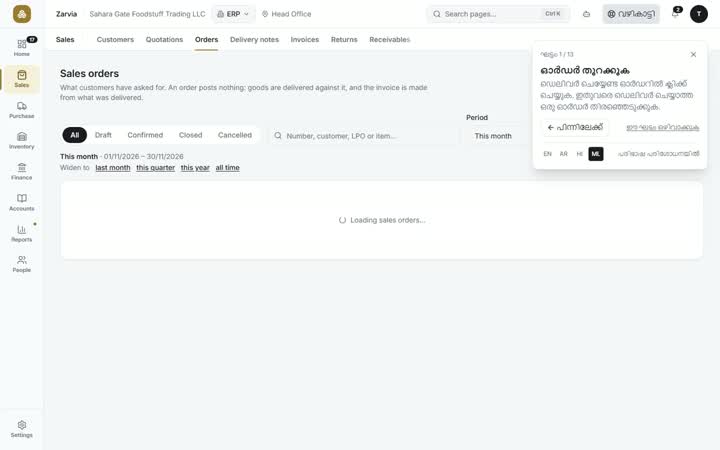 Zarvia
Sahara Gate Foodstuff Trading LLC
ERP
Head Office
Search pages...
Ctrl K
വഴികാട്ടി
2
T
17
Home
Sales
Purchase
Inventory
Finance
Accounts
Reports
People
Settings
Sales
Customers
Quotations
Orders
Delivery notes
Invoices
Returns
Receivables
Sales orders
What customers have asked for. An order posts nothing: goods are delivered against it, and the invoice is made
from what was delivered.
All
Draft
Confirmed
Closed
Cancelled
Number, customer, LPO or item...
Period
This month
This month · 01/11/2026 – 30/11/2026
Widen to last month this quarter this year all time
Loading sales orders...
ഘട്ടം 1 / 13
ഓർഡർ തുറക്കുക
ഡെലിവർ ചെയ്യേണ്ട ഓർഡറിൽ ക്ലിക്ക്
ചെയ്യുക. ഇതുവരെ ഡെലിവർ ചെയ്യാത്ത
ഒരു ഓർഡർ തിരഞ്ഞെടുക്കുക.
← പിന്നിലേക്ക്
ഈ ഘട്ടം ഒഴിവാക്കുക
EN
AR
HI
ML
പരിഭാഷ പരിശോധനയിൽ